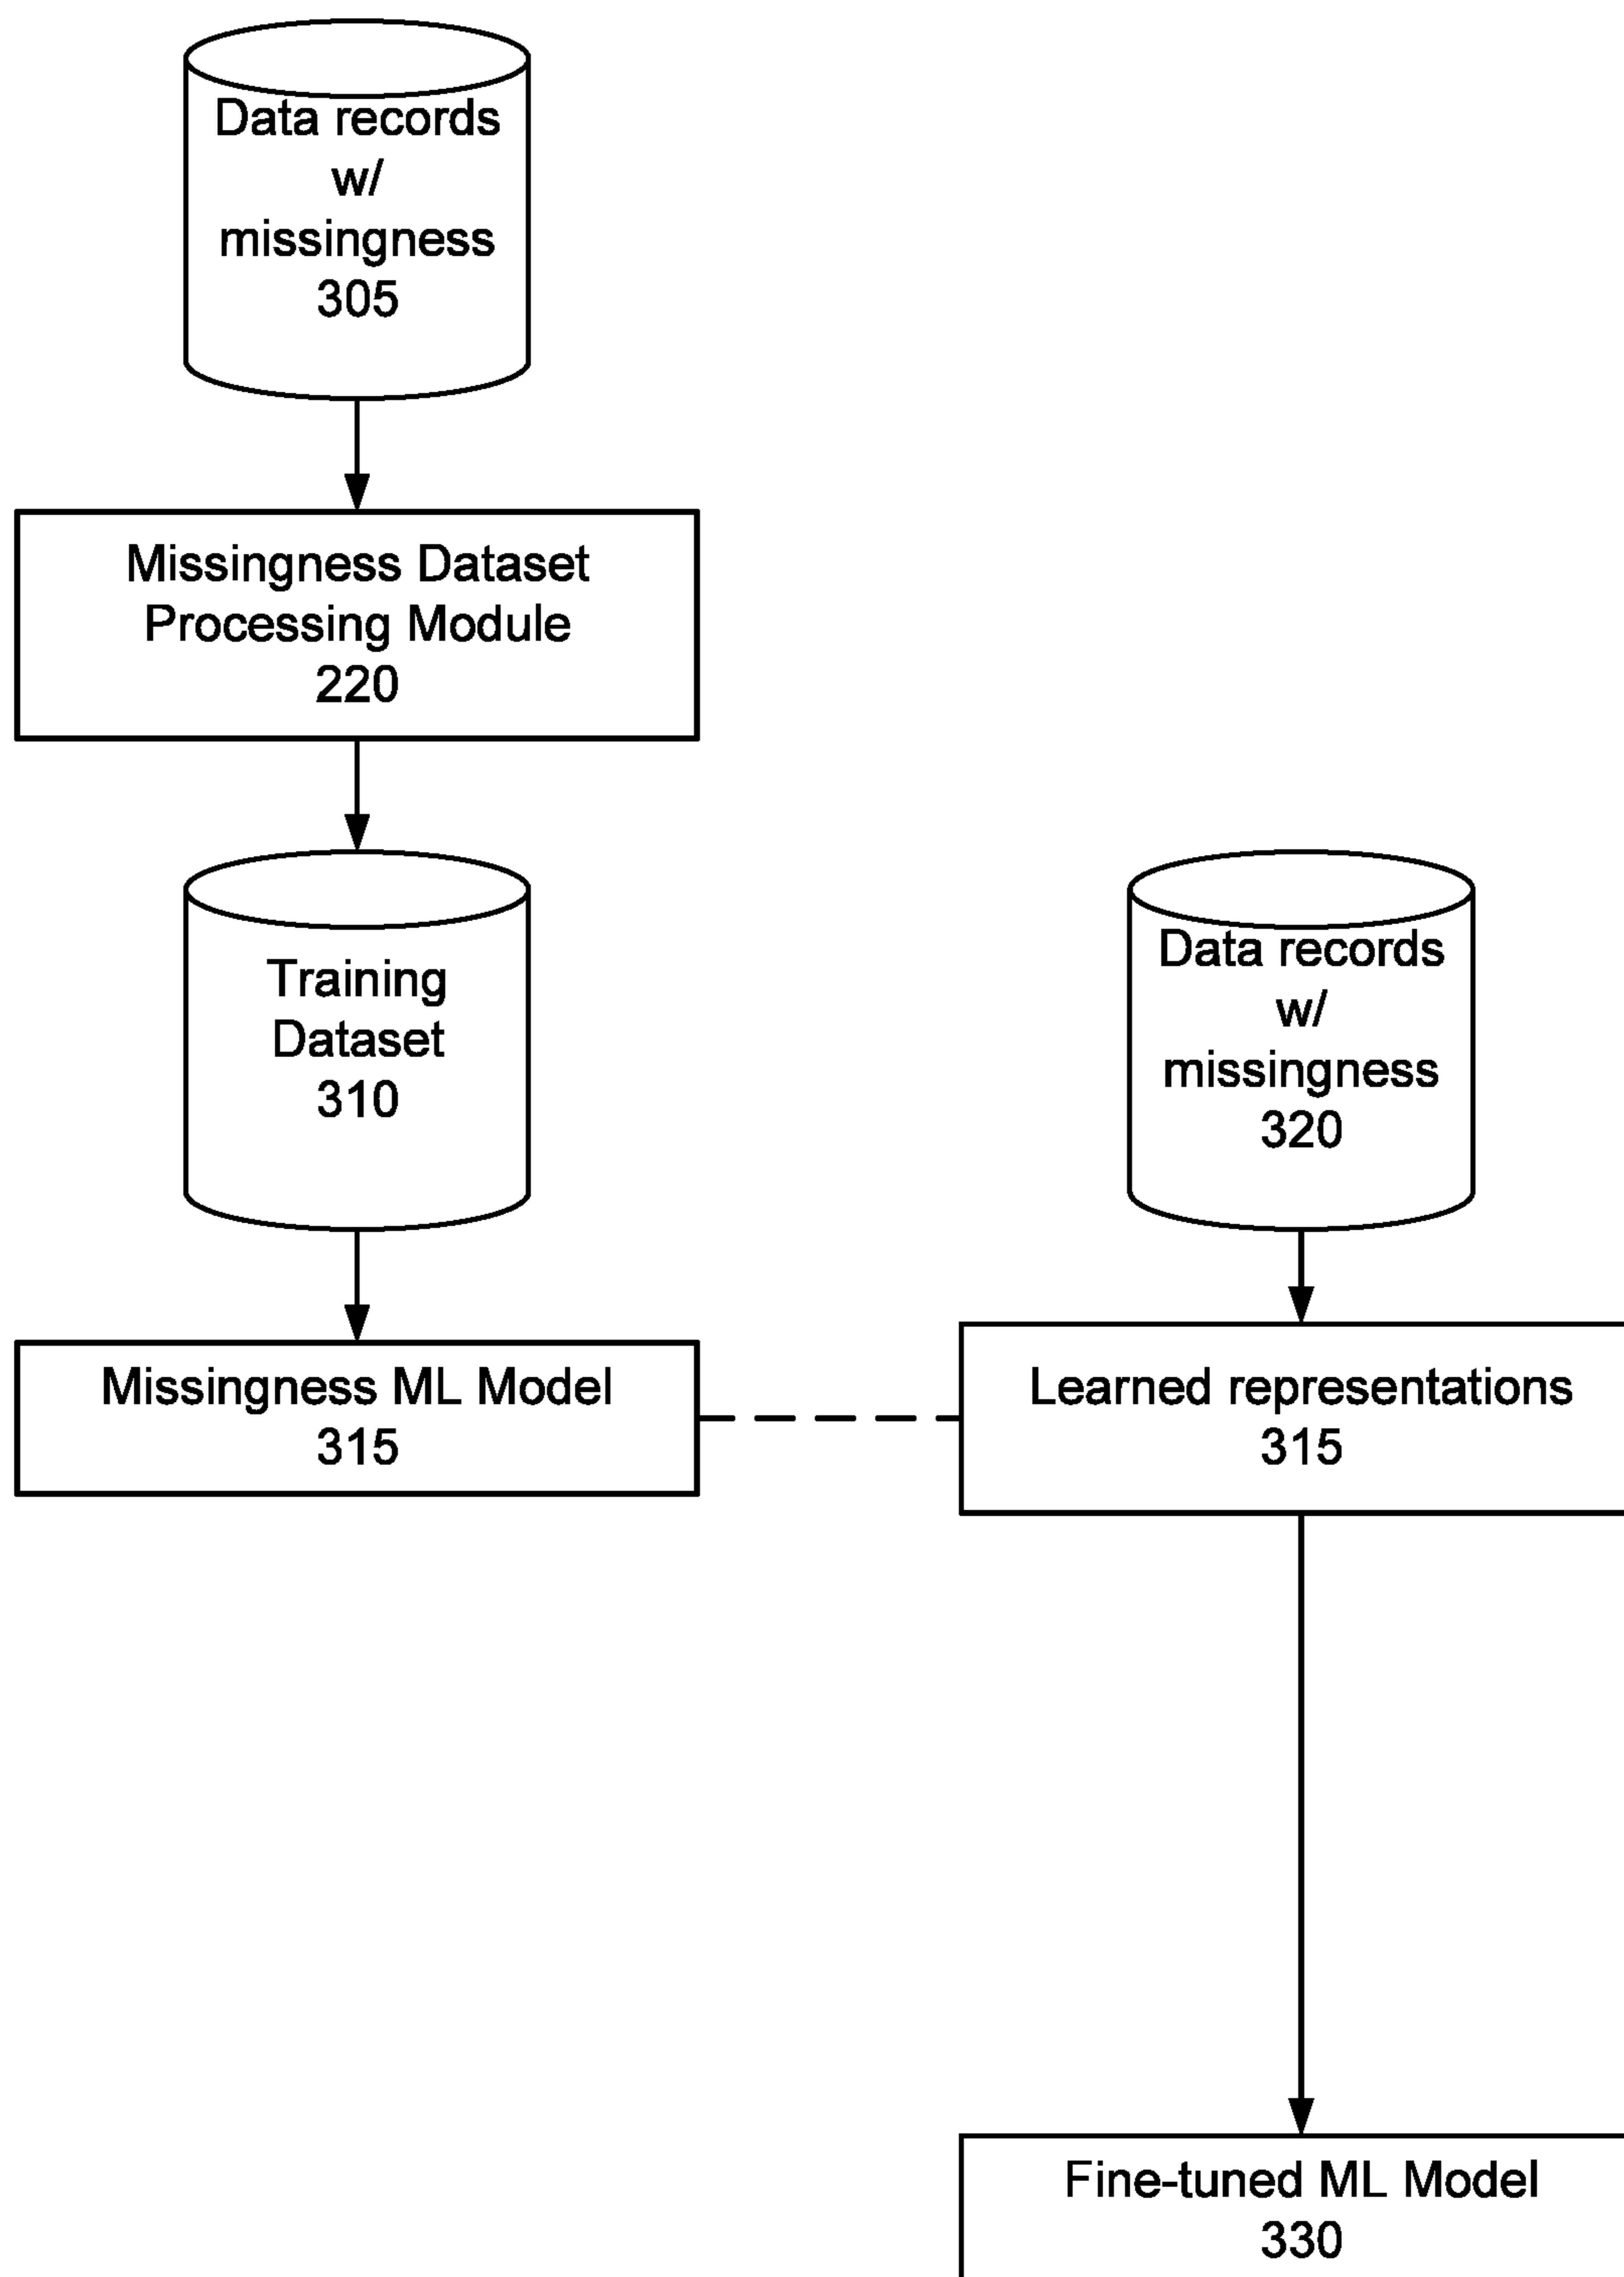 Data records
w/
missingness
305
Missingness Dataset
Processing Module
220
Training
Dataset
310
Missingness ML Model
315
Data records
w/
missingness
320
Learned representations
315
Fine-tuned ML Model
330